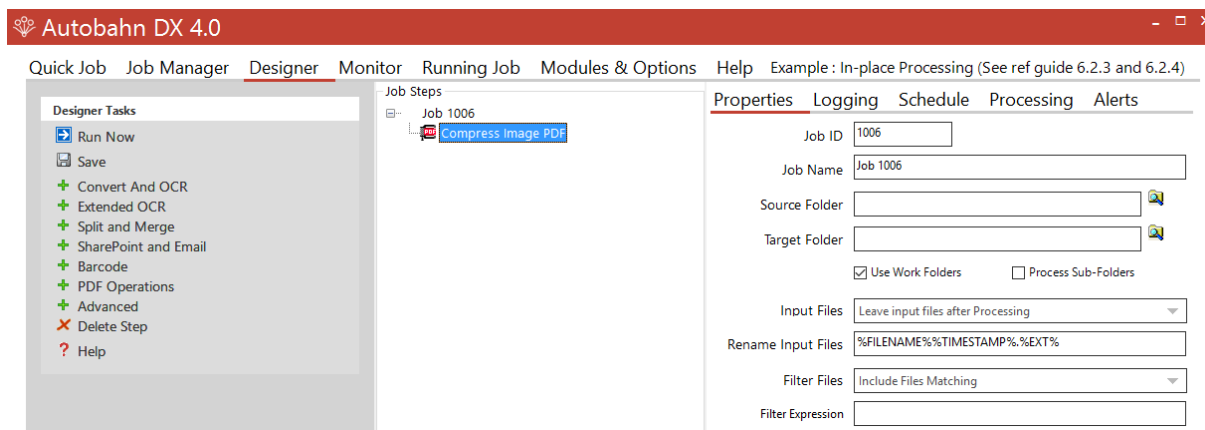 Autobahn DX 4.0
Quick Job Job Manager Designer Monitor Running Job Modules & Options Help Example : In-place Processing (See ref guide 6.2.3 and 6.2.4)
Designer Tasks
Run Now
Save
Convert And OCR
Extended OCR
Split and Merge
SharePoint and Email
Barcode
PDF Operations
Advanced
Delete Step
? Help
Job Steps
Job 1006
PDF Compress Image PDF
Properties Logging Schedule Processing Alerts
Job ID 1006
Job Name Job 1006
Source Folder
Target Folder
Use Work Folders Process Sub-Folders
Input Files Leave input files after Processing
Rename Input Files %FILENAME%%TIMESTAMP%.%EXT%
Filter Files Include Files Matching
Filter Expression